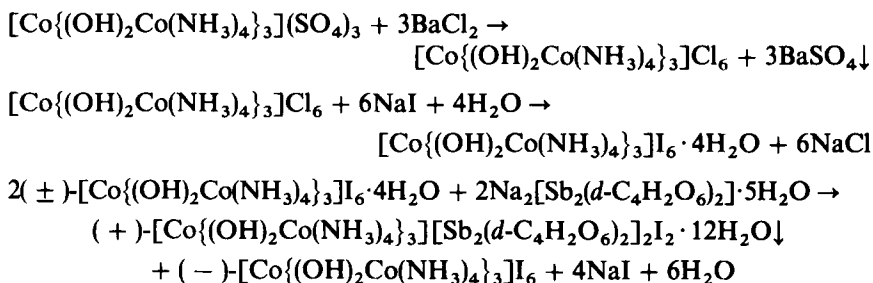 [Co{(OH)₂Co(NH₃)₄}₃](SO₄)₃ + 3BaCl₂ →
[Co{(OH)₂Co(NH₃)₄}₃]Cl₆ + 3BaSO₄↓
[Co{(OH)₂Co(NH₃)₄}₃]Cl₆ + 6NaI + 4H₂O →
[Co{(OH)₂Co(NH₃)₄}₃]I₆·4H₂O + 6NaCl
2(±)-[Co{(OH)₂Co(NH₃)₄}₃]I₆·4H₂O + 2Na₂[Sb₂(d-C₄H₂O₆)₂]·5H₂O →
(+)-[Co{(OH)₂Co(NH₃)₄}₃][Sb₂(d-C₄H₂O₆)₂]₂I₂·12H₂O↓
+ (−)-[Co{(OH)₂Co(NH₃)₄}₃]I₆ + 4NaI + 6H₂O